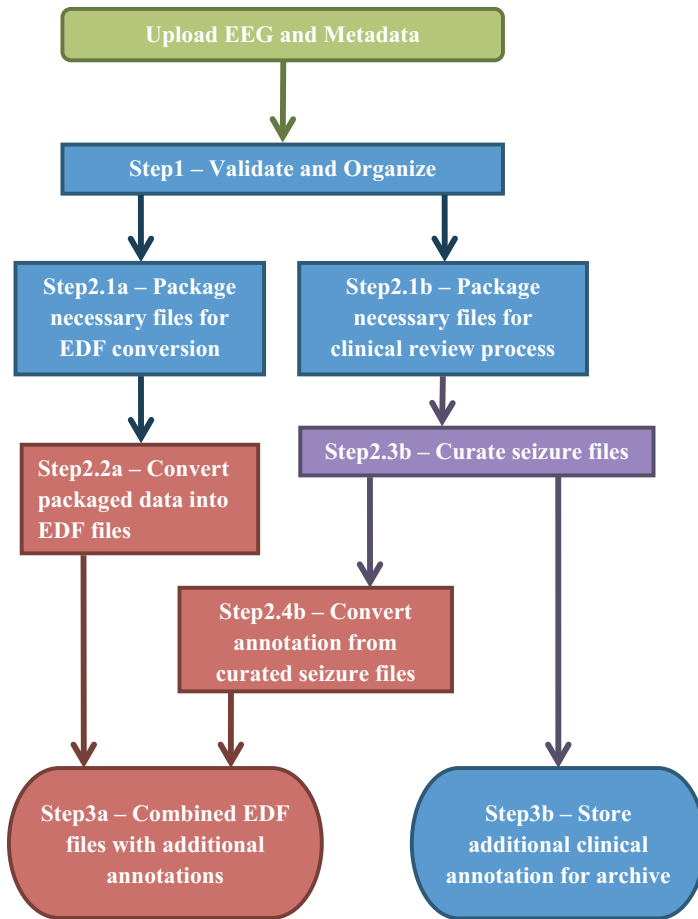 Upload EEG and Metadata
Step1 – Validate and Organize
Step2.1a – Package
necessary files for
EDF conversion
Step2.1b – Package
necessary files for
clinical review process
Step2.2a – Convert
packaged data into
EDF files
Step2.3b – Curate seizure files
Step2.4b – Convert
annotation from
curated seizure files
Step3a – Combined EDF
files with additional
annotations
Step3b – Store
additional clinical
annotation for archive